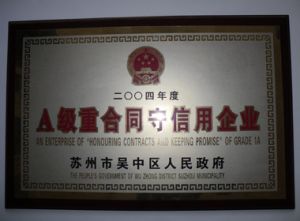 二〇〇四年度
A级重合同守信用企业
AN ENTERPRISE OF "HONOURING CONTRACTS AND KEEPING PROMISE" OF GRADE 1A
苏州市吴中区人民政府
THE PEOPLE'S GOVERNMENT OF WU ZHONG DISTRICT SUZHOU MUNICIPALITY